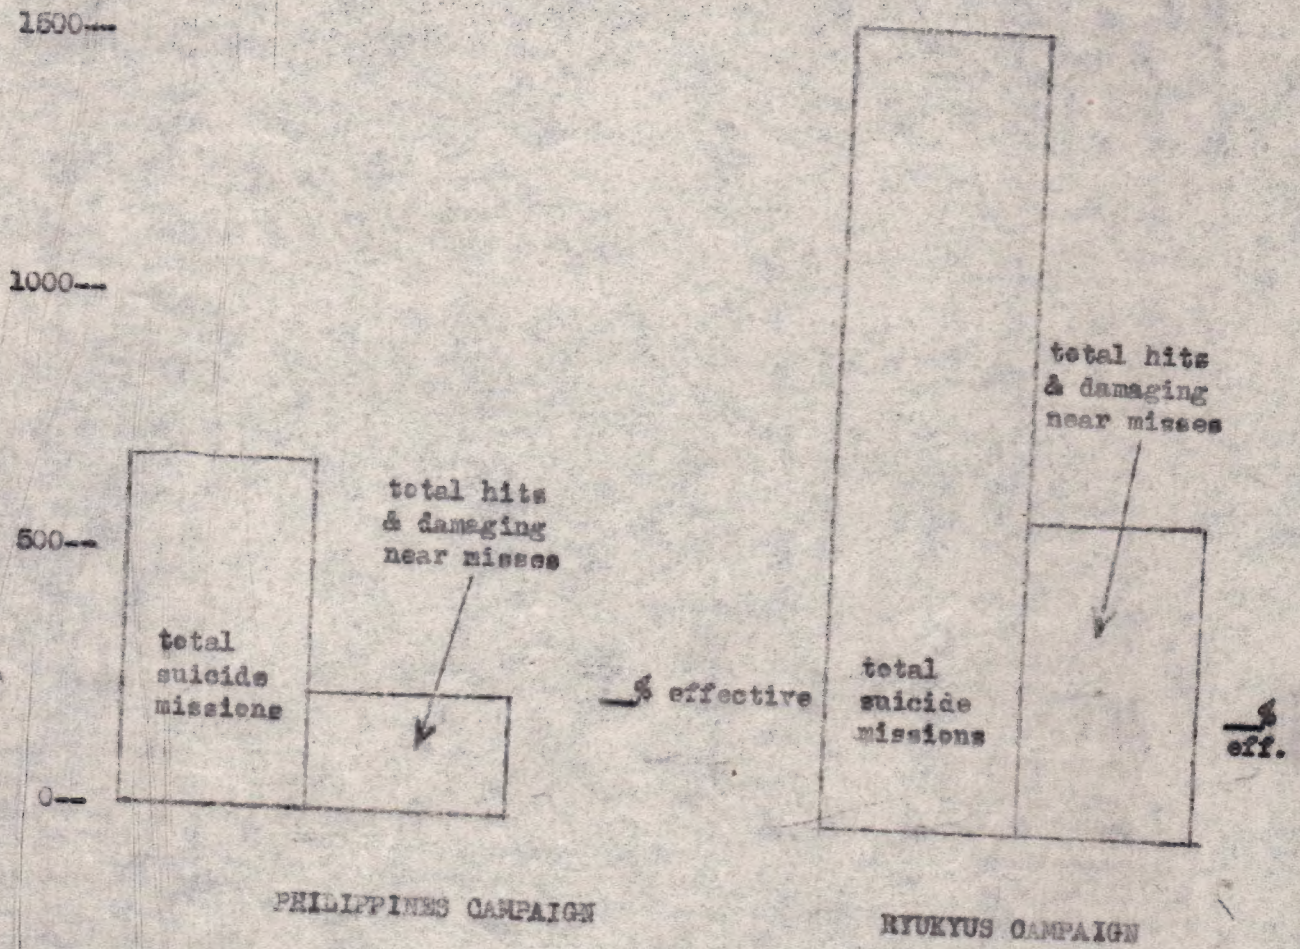 1500--
1000--
500--
0--
total
suicide
missions
total hits
& damaging
near misses
__% effective
PHILIPPINES CAMPAIGN
total
suicide
missions
total hits
& damaging
near misses
__%
eff.
RYUKYUS CAMPAIGN